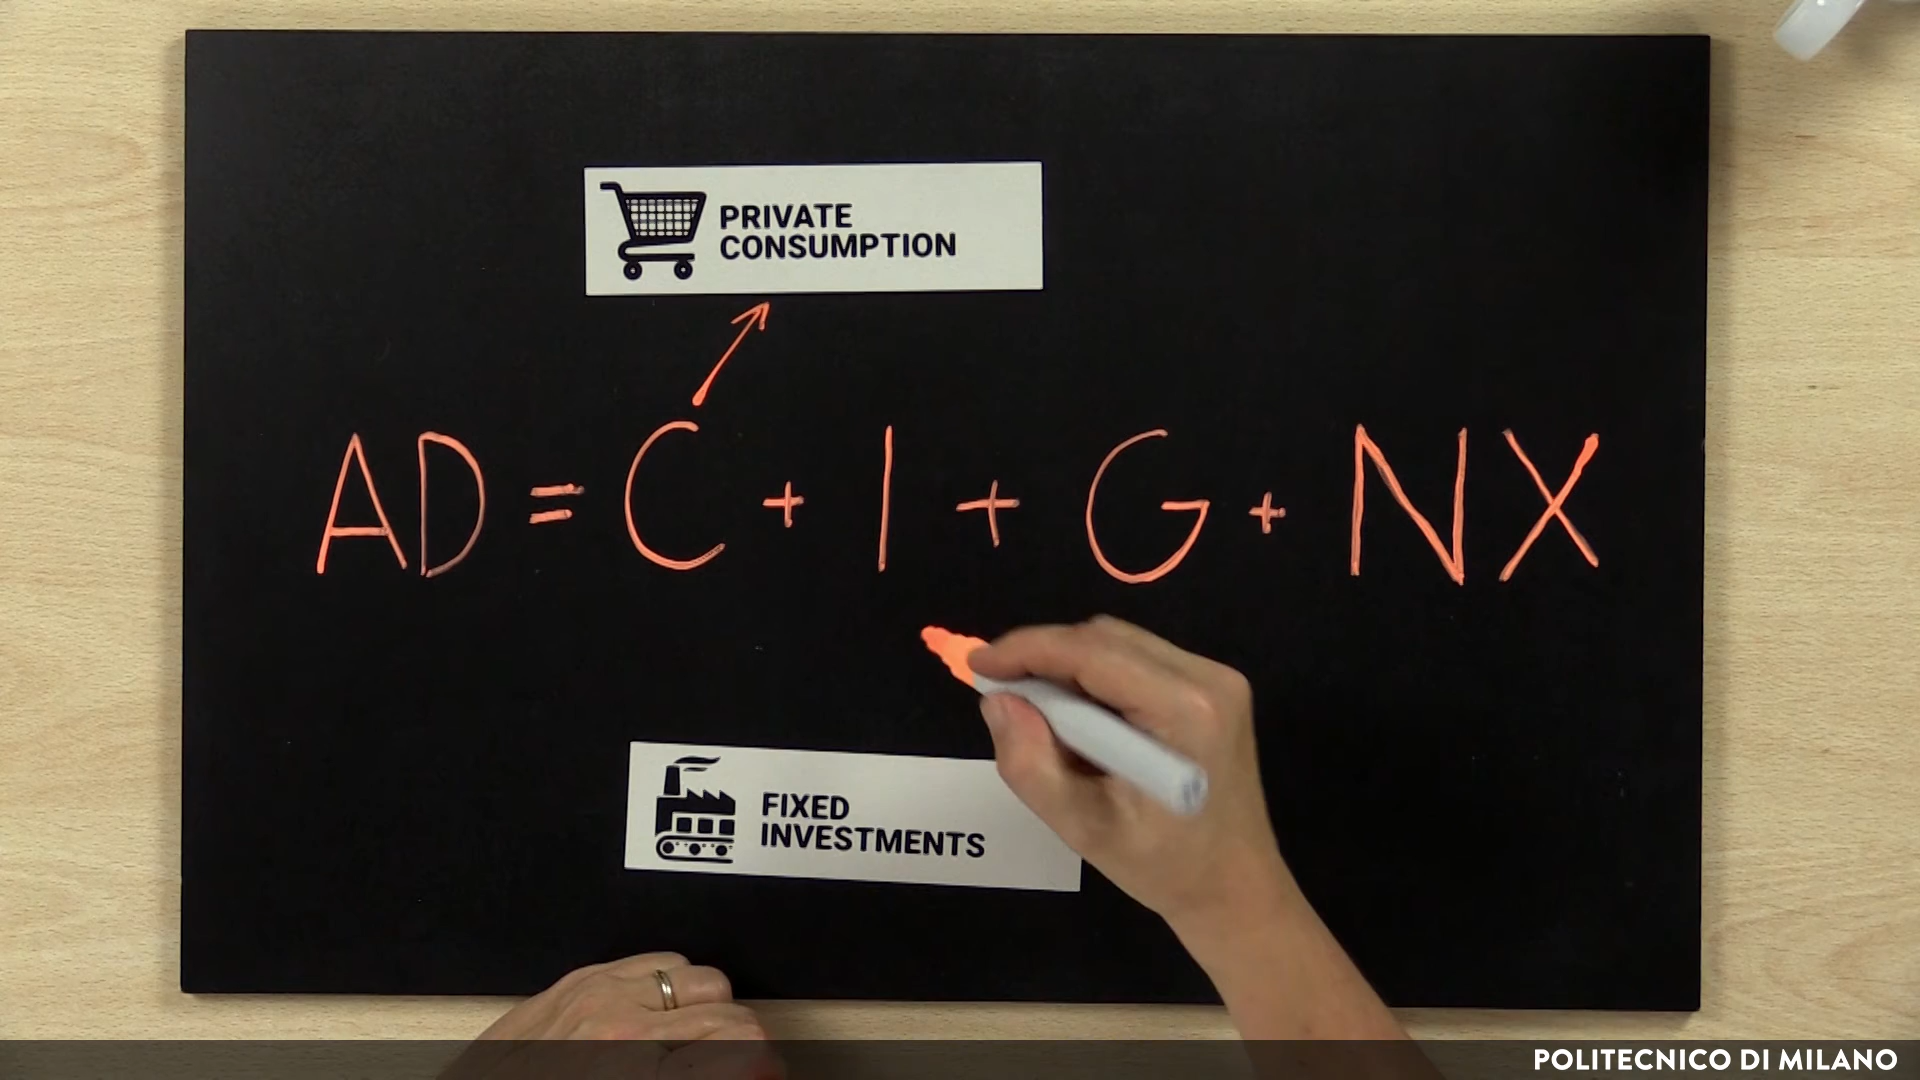 PRIVATE
CONSUMPTION
AD = C + I + G + NX
FIXED
INVESTMENTS
POLITECNICO DI MILANO